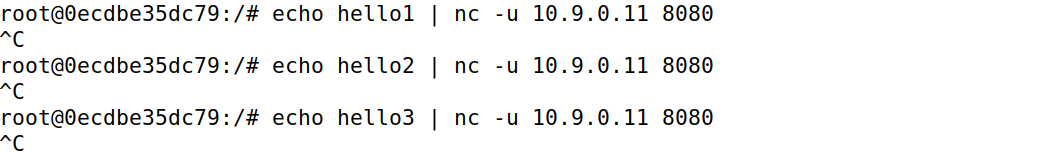 root@0ecdbe35dc79:/# echo hello1 | nc -u 10.9.0.11 8080
^C
root@0ecdbe35dc79:/# echo hello2 | nc -u 10.9.0.11 8080
^C
root@0ecdbe35dc79:/# echo hello3 | nc -u 10.9.0.11 8080
^C